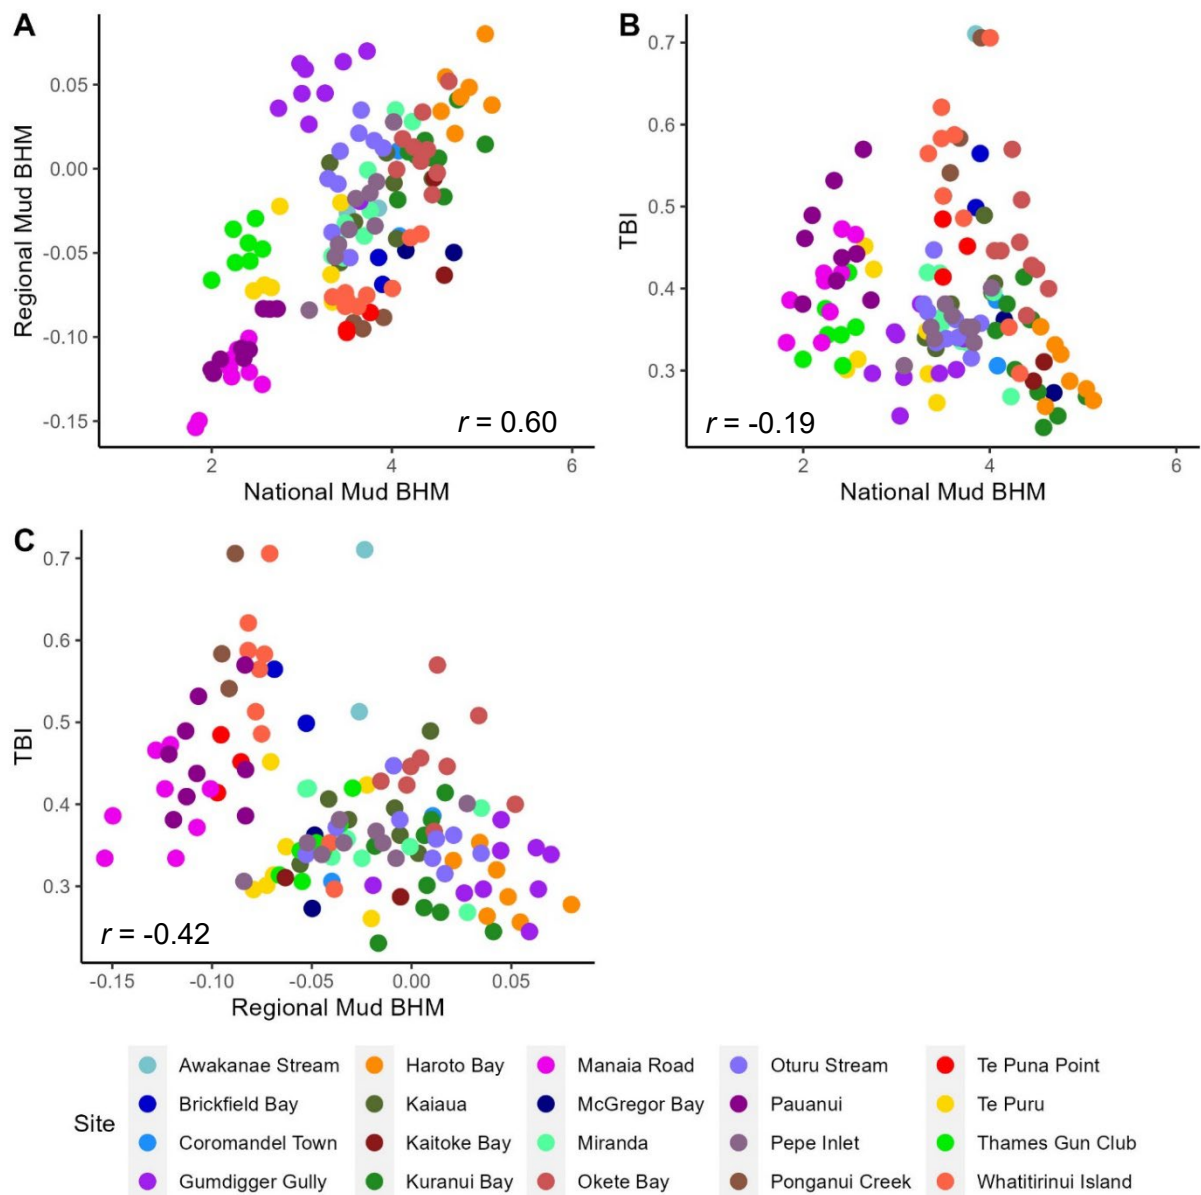 A
Regional Mud BHM
0.05
0.00
-0.05
-0.10
-0.15
r = 0.60
2 4 6
National Mud BHM
B
TBI
0.7
0.6
0.5
0.4
0.3
r = -0.19
2 4 6
National Mud BHM
C
TBI
0.7
0.6
0.5
0.4
0.3
r = -0.42
-0.15 -0.10 -0.05 0.00 0.05
Regional Mud BHM
Site
Awakanae Stream
Brickfield Bay
Coromandel Town
Gumdigger Gully
Haroto Bay
Kaiaua
Kaitoke Bay
Kuranui Bay
Manaia Road
McGregor Bay
Miranda
Okete Bay
Oturu Stream
Pauanui
Pepe Inlet
Ponganui Creek
Te Puna Point
Te Puru
Thames Gun Club
Whatitirinui Island